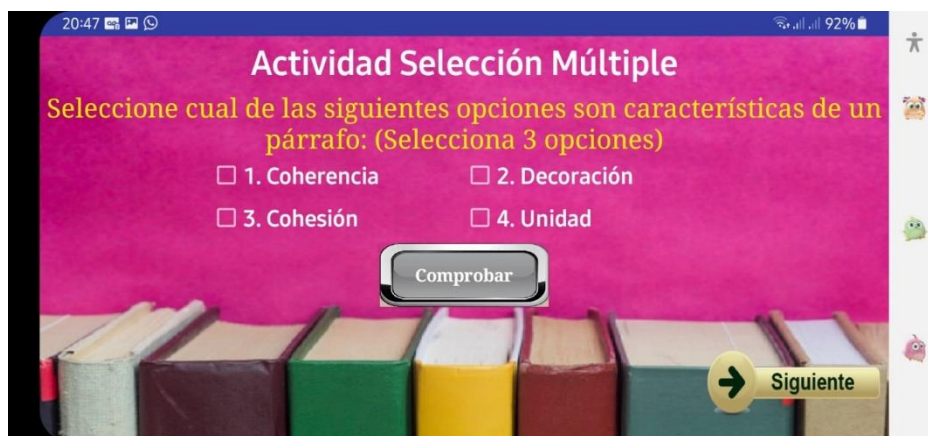 20:47 92%
Actividad Selección Múltiple
Seleccione cual de las siguientes opciones son características de un
párrafo: (Selecciona 3 opciones)
1. Coherencia 2. Decoración
3. Cohesión 4. Unidad
Comprobar
Siguiente